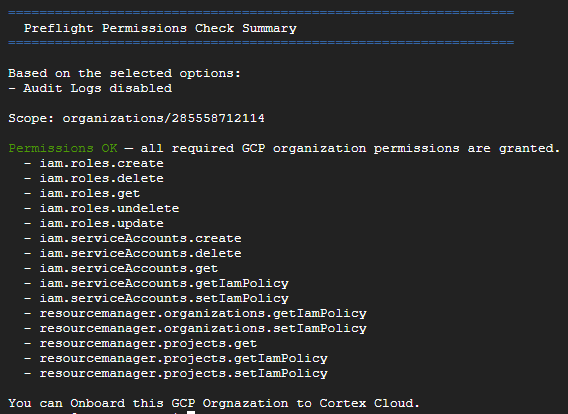 =================================================================
Preflight Permissions Check Summary
=================================================================
Based on the selected options:
- Audit Logs disabled
Scope: organizations/285558712114
Permissions OK — all required GCP organization permissions are granted.
- iam.roles.create
- iam.roles.delete
- iam.roles.get
- iam.roles.undelete
- iam.roles.update
- iam.serviceAccounts.create
- iam.serviceAccounts.delete
- iam.serviceAccounts.get
- iam.serviceAccounts.getIamPolicy
- iam.serviceAccounts.setIamPolicy
- resourcemanager.organizations.getIamPolicy
- resourcemanager.organizations.setIamPolicy
- resourcemanager.projects.get
- resourcemanager.projects.getIamPolicy
- resourcemanager.projects.setIamPolicy
You can Onboard this GCP Orgnazation to Cortex Cloud.